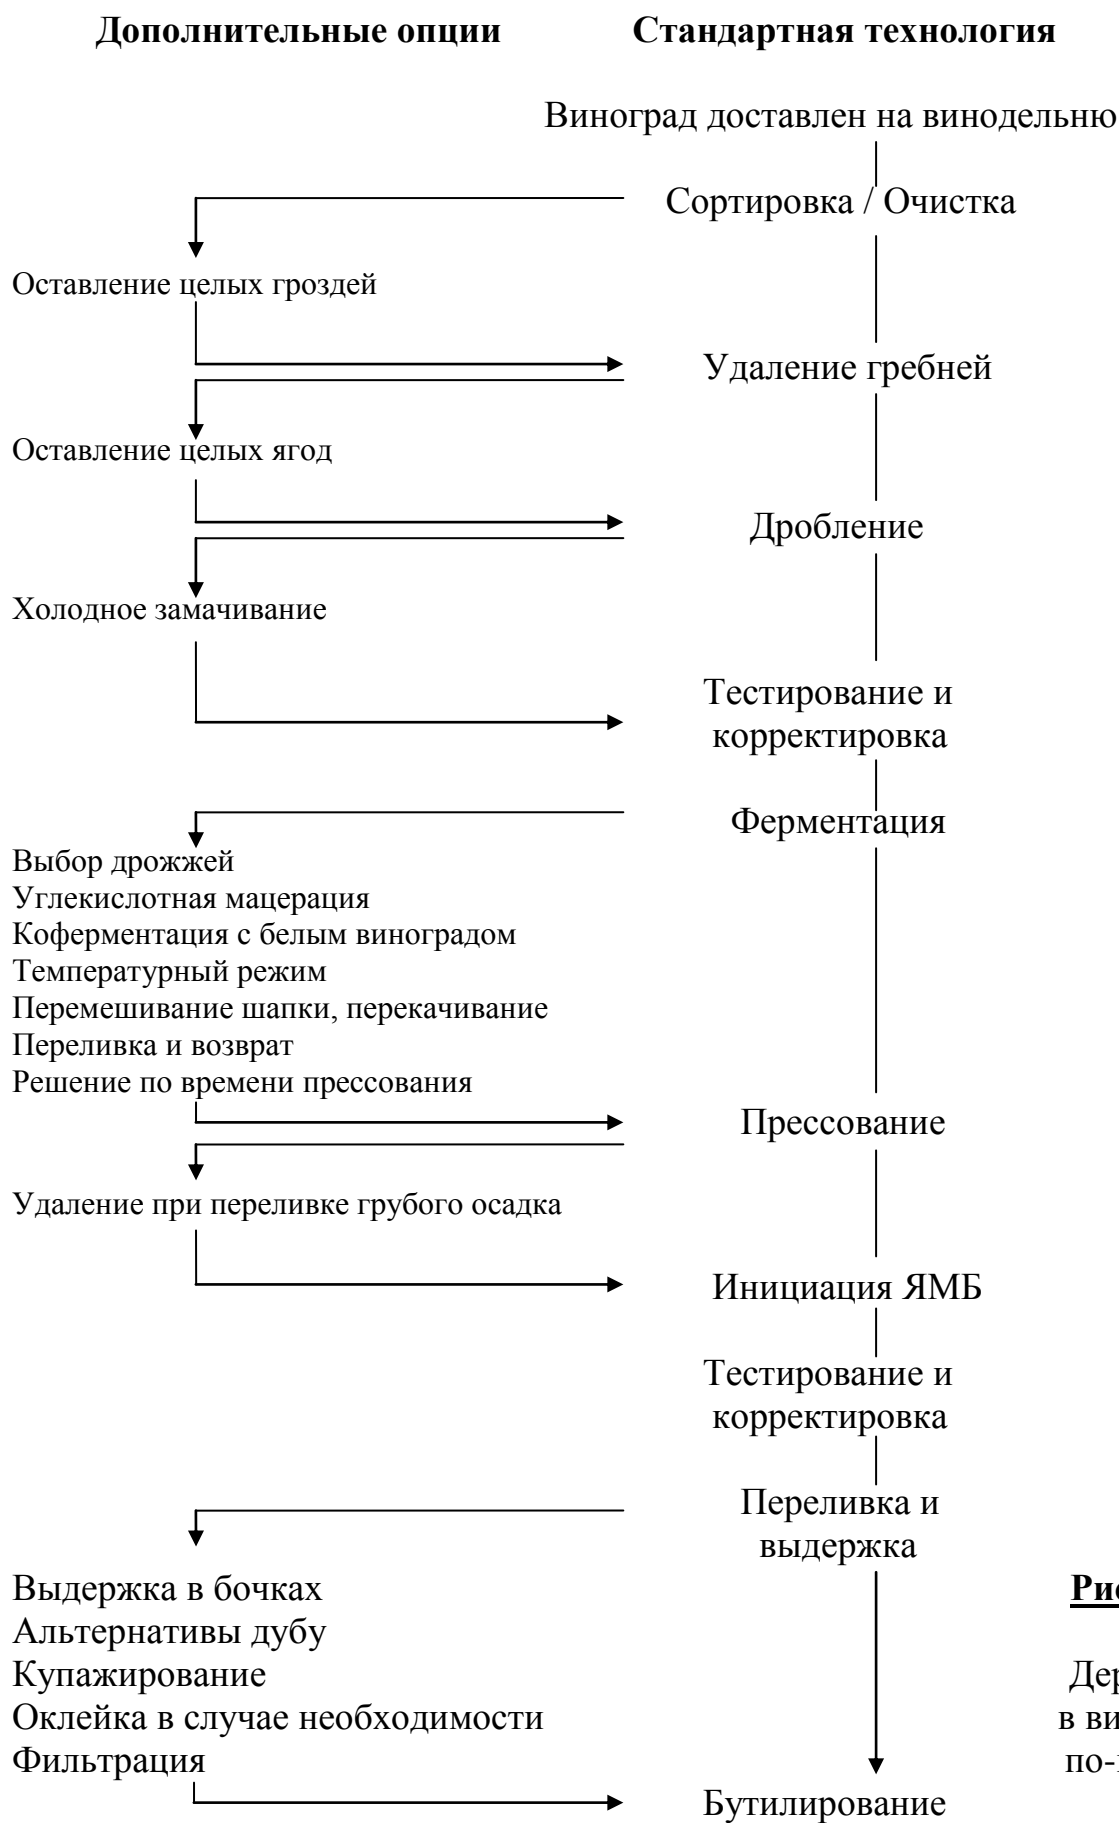 Дополнительные опции
Стандартная технология
Виноград доставлен на винодельню
Сортировка / Очистка
Оставление целых гроздей
Удаление гребней
Оставление целых ягод
Дробление
Холодное замачивание
Тестирование и
корректировка
Ферментация
Выбор дрожжей
Углекислотная мацерация
Коферментация с белым виноградом
Температурный режим
Перемешивание шапки, перекачивание
Переливка и возврат
Решение по времени прессования
Прессование
Удаление при переливке грубого осадка
Инициация ЯМБ
Тестирование и
корректировка
Переливка и
выдержка
Выдержка в бочках
Альтернативы дубу
Купажирование
Оклейка в случае необходимости
в
Фильтрация
Бутилирование